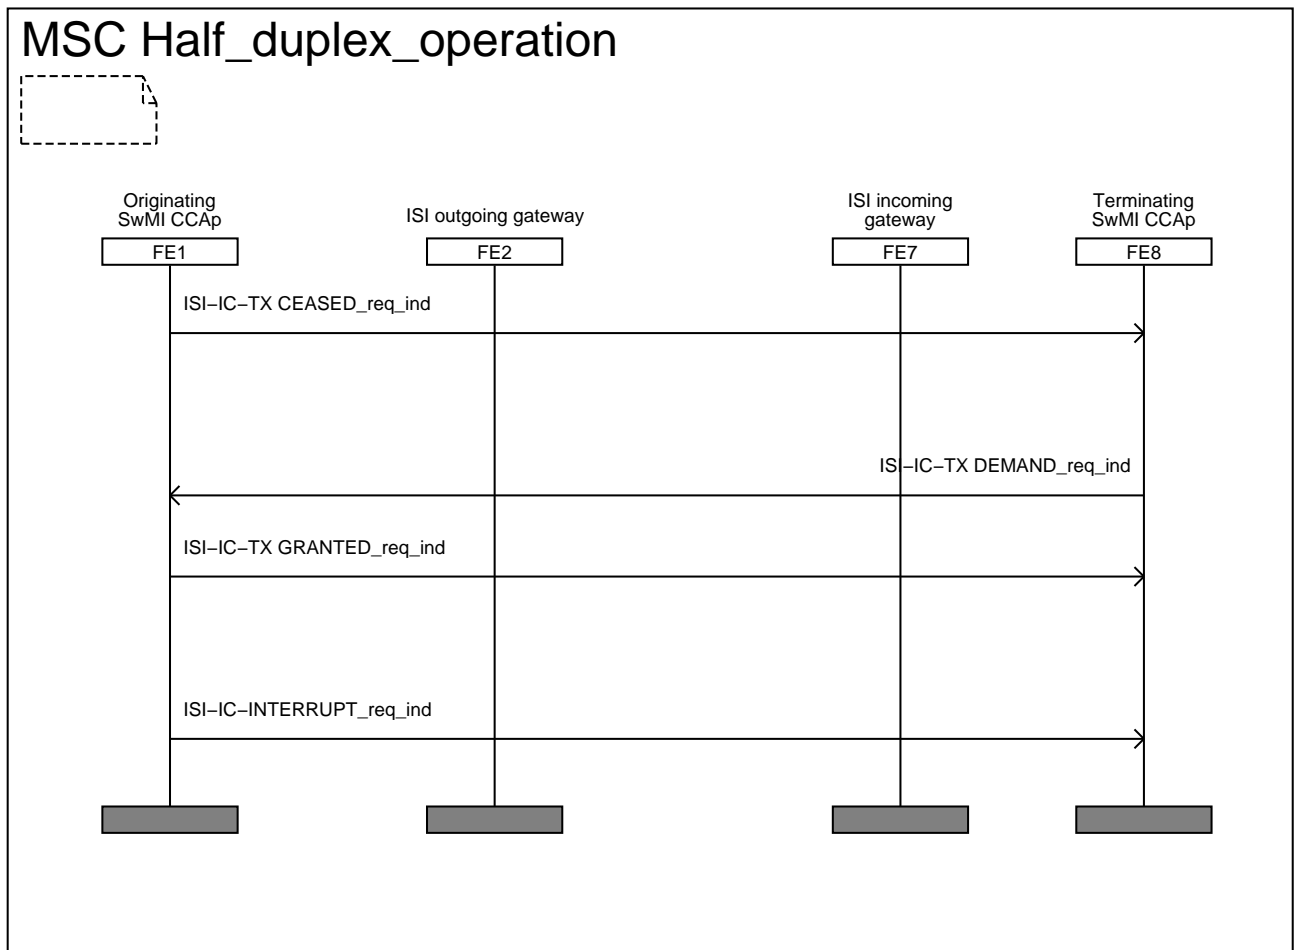 MSC Half_duplex_operation
Originating
SwMI CCAp
ISI outgoing gateway
ISI incoming
gateway
Terminating
SwMI CCAp
FE1
FE2
FE7
FE8
ISI−IC−TX CEASED_req_ind
ISI−IC−TX DEMAND_req_ind
ISI−IC−TX GRANTED_req_ind
ISI−IC−INTERRUPT_req_ind